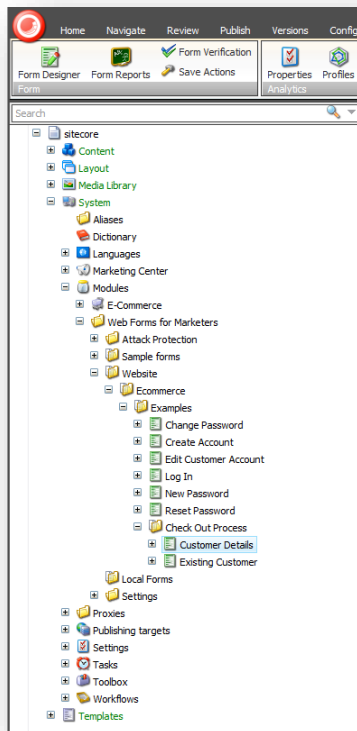 Home Navigate Review Publish Versions Config
Form Designer Form Reports Form Verification Save Actions Properties Profiles
Form Analytics
Search
sitecore
Content
Layout
Media Library
System
Aliases
Dictionary
Languages
Marketing Center
Modules
E-Commerce
Web Forms for Marketers
Attack Protection
Sample forms
Website
Ecommerce
Examples
Change Password
Create Account
Edit Customer Account
Log In
New Password
Reset Password
Check Out Process
Customer Details
Existing Customer
Local Forms
Settings
Proxies
Publishing targets
Settings
Tasks
Toolbox
Workflows
Templates